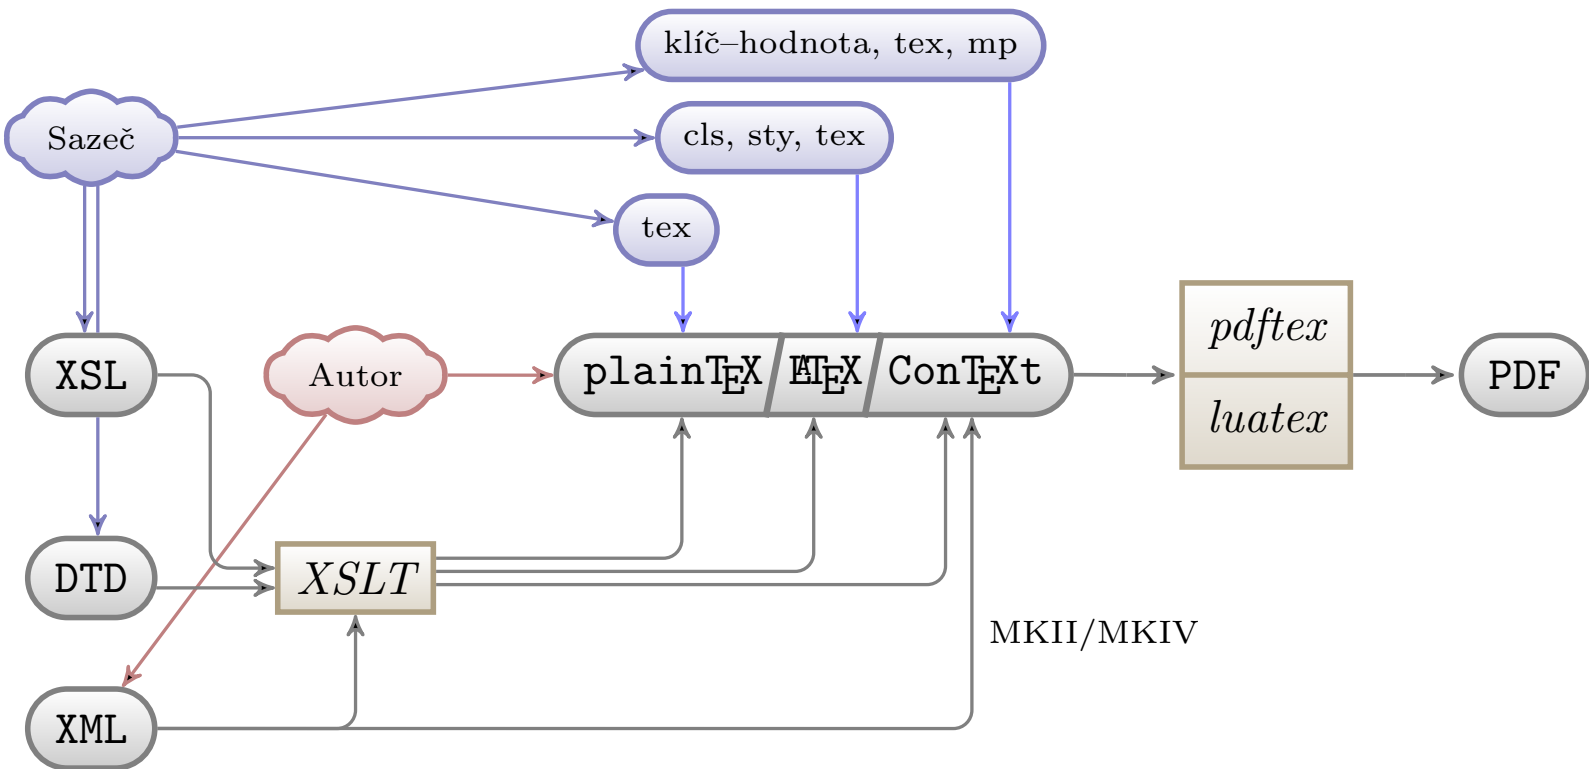 klíč–hodnota, tex, mp
Sazeč
cls, sty, tex
tex
XSL
Autor
plainTEX / LATEX / ConTEXt
pdftex
luatex
PDF
DTD
XSLT
MKII/MKIV
XML